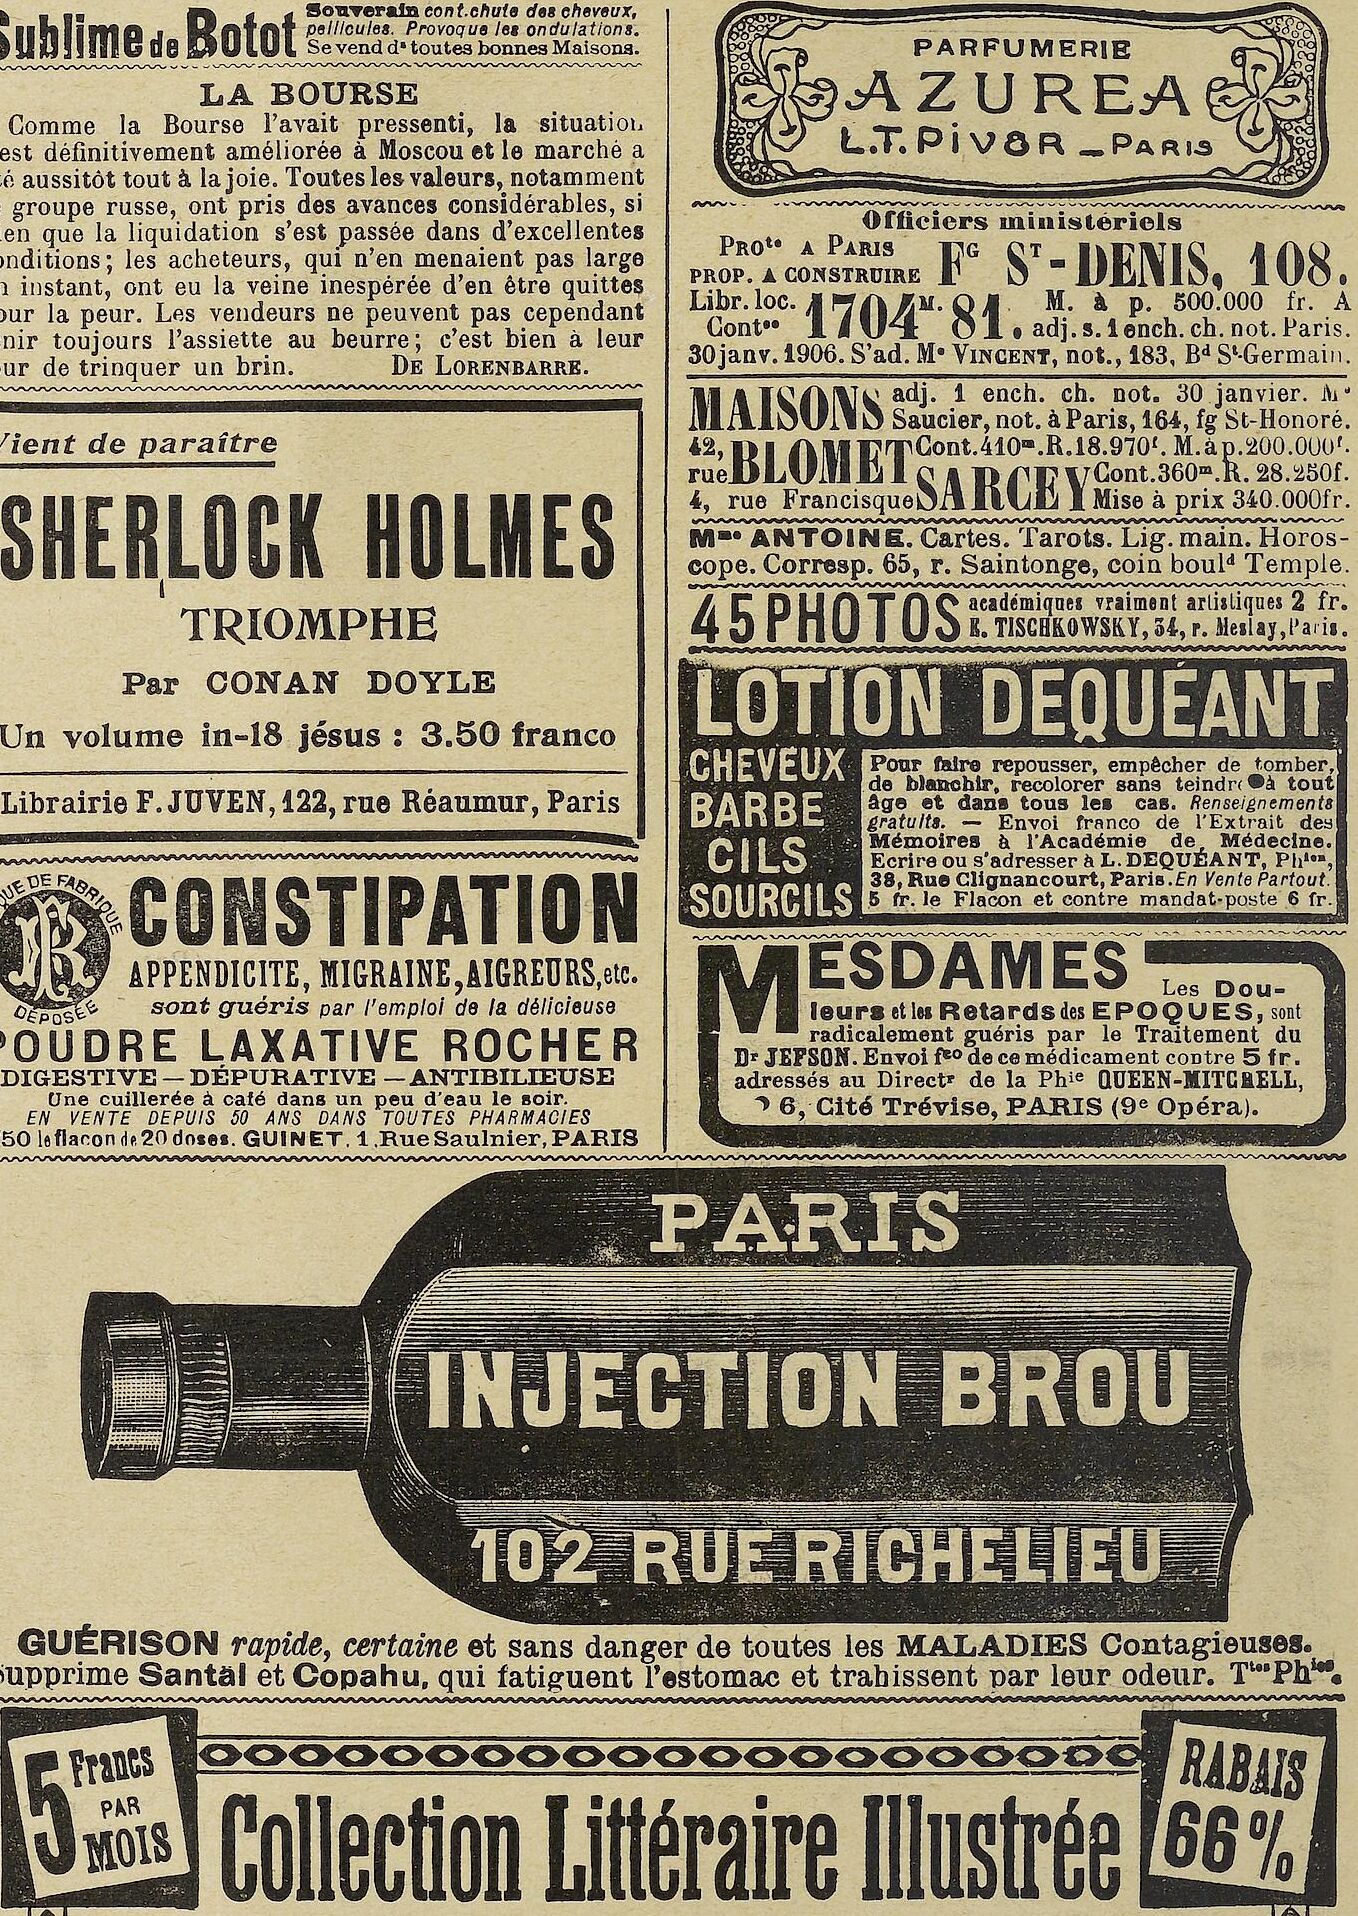 Sublime de Botot
Souverain cont. chute des cheveux,
pellicules. Provoque les ondulations.
Se vend ds toutes bonnes Maisons.
LA BOURSE
Comme la Bourse l'avait pressenti, la situation
est définitivement améliorée à Moscou et le marché a
té aussitôt tout à la joie. Toutes les valeurs, notamment
groupe russe, ont pris des avances considérables, si
ien que la liquidation s'est passée dans d'excellentes
onditions; les acheteurs, qui n'en menaient pas large
n instant, ont eu la veine inespérée d'en être quittes
our la peur. Les vendeurs ne peuvent pas cependant
nir toujours l'assiette au beurre; c'est bien à leur
ur de trinquer un brin. DE LORENBARRE.
Vient de paraître
SHERLOCK HOLMES
TRIOMPHE
Par CONAN DOYLE
Un volume in-18 jésus : 3.50 franco
Librairie F. JUVEN, 122, rue Réaumur, Paris
QUE DE FABRIQUE
R
DÉPOSÉE
CONSTIPATION
APPENDICITE, MIGRAINE, AIGREURS, etc.
sont guéris par l'emploi de la délicieuse
POUDRE LAXATIVE ROCHER
DIGESTIVE — DÉPURATIVE — ANTIBILIEUSE
Une cuillerée à café dans un peu d'eau le soir.
EN VENTE DEPUIS 50 ANS DANS TOUTES PHARMACIES
50 le flacon de 20 doses. GUINET, 1, Rue Saulnier, PARIS
PARFUMERIE
AZUREA
L.T. PIVER - PARIS
Officiers ministériels
Proté A PARIS
PROP. A CONSTRUIRE FG ST-DENIS, 108.
Libr. loc. M. à p. 500.000 fr. A
Contce 1704M. 81. adj. s. 1 ench. ch. not. Paris.
30 janv. 1906. S'ad. Me VINCENT, not., 183, Bd St-Germain.
MAISONS adj. 1 ench. ch. not. 30 janvier. Me
Saucier, not. à Paris, 164, fg St-Honoré.
42, rue BLOMET Cont. 410m. R. 18.970f. M. à p. 200.000f.
4, rue Francisque SARCEY Cont. 360m. R. 28.250f.
Mise à prix 340.000fr.
Mme ANTOINE. Cartes. Tarots. Lig. main. Horos-
cope. Corresp. 65, r. Saintonge, coin bould Temple.
45 PHOTOS académiques vraiment artistiques 2 fr.
E. TISCHKOWSKY, 34, r. Meslay, Paris.
LOTION DEQUÉANT
CHEVEUX
BARBE
CILS
SOURCILS
Pour faire repousser, empêcher de tomber,
de blanchir, recolorer sans teindre à tout
âge et dans tous les cas. Renseignements
gratuits. — Envoi franco de l'Extrait des
Mémoires à l'Académie de Médecine.
Ecrire ou s'adresser à L. DEQUÉANT, Phien,
38, Rue Clignancourt, Paris. En Vente Partout.
5 fr. le Flacon et contre mandat-poste 6 fr.
MESDAMES Les Dou-
leurs et les Retards des EPOQUES, sont
radicalement guéris par le Traitement du
Dr JEFSON. Envoi fco de ce médicament contre 5 fr.
adressés au Directr de la Phie QUEEN-MITCHELL,
6, Cité Trévise, PARIS (9e Opéra).
PARIS
INJECTION BROU
102 RUE RICHELIEU
GUÉRISON rapide, certaine et sans danger de toutes les MALADIES Contagieuses.
Supprime Santal et Copahu, qui fatiguent l'estomac et trahissent par leur odeur. Ttes Phies.
5 Francs
PAR
MOIS
Collection Littéraire Illustrée
RABAIS
66%